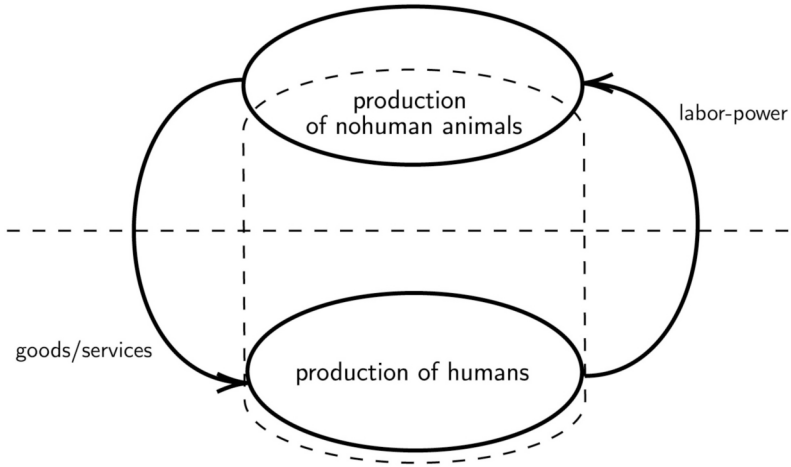 production
of nohuman animals
labor-power
goods/services
production of humans